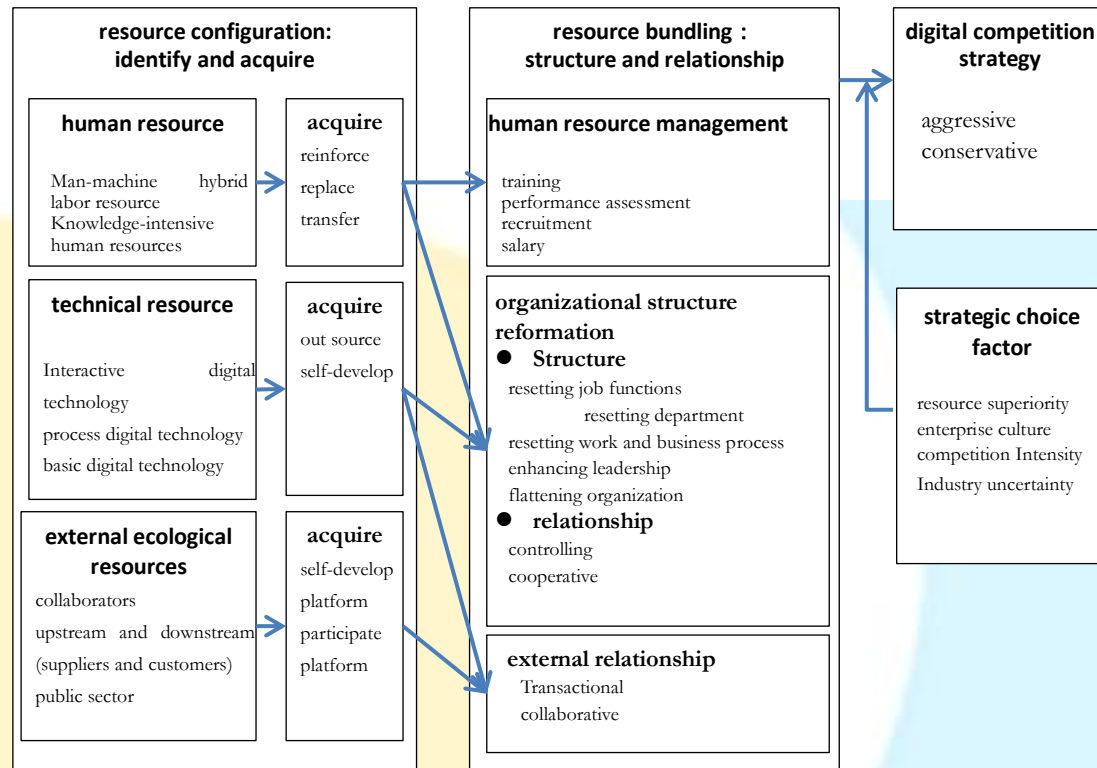 resource configuration:
identify and acquire
human resource
Man-machine hybrid
labor resource
Knowledge-intensive
human resources
acquire
reinforce
replace
transfer
technical resource
Interactive digital
technology
process digital technology
basic digital technology
acquire
out source
self-develop
external ecological
resources
collaborators
upstream and downstream
(suppliers and customers)
public sector
acquire
self-develop
platform
participate
platform
resource bundling：
structure and relationship
human resource management
training
performance assessment
recruitment
salary
organizational structure
reformation
● Structure
resetting job functions
resetting department
resetting work and business process
enhancing leadership
flattening organization
● relationship
controlling
cooperative
external relationship
Transactional
collaborative
digital competition
strategy
aggressive
conservative
strategic choice
factor
resource superiority
enterprise culture
competition Intensity
Industry uncertainty